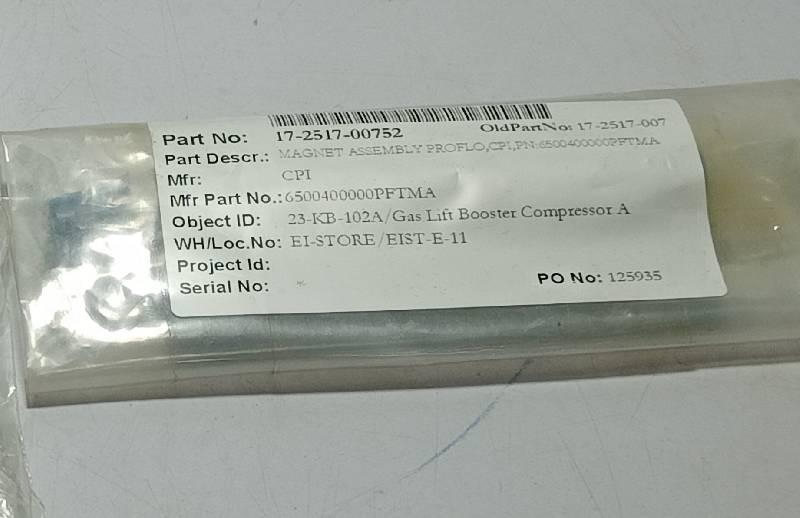 Part No: 17-2517-00752 OldPartNo: 17-2517-007
Part Descr.: MAGNET ASSEMBLY PROFLO,CPI,PN:6500400000PFTMA
Mfr: CPI
Mfr Part No.: 6500400000PFTMA
Object ID: 23-KB-102A/Gas Lift Booster Compressor A
WH/Loc.No: EI-STORE/EIST-E-11
Project Id:
Serial No: PO No: 125935